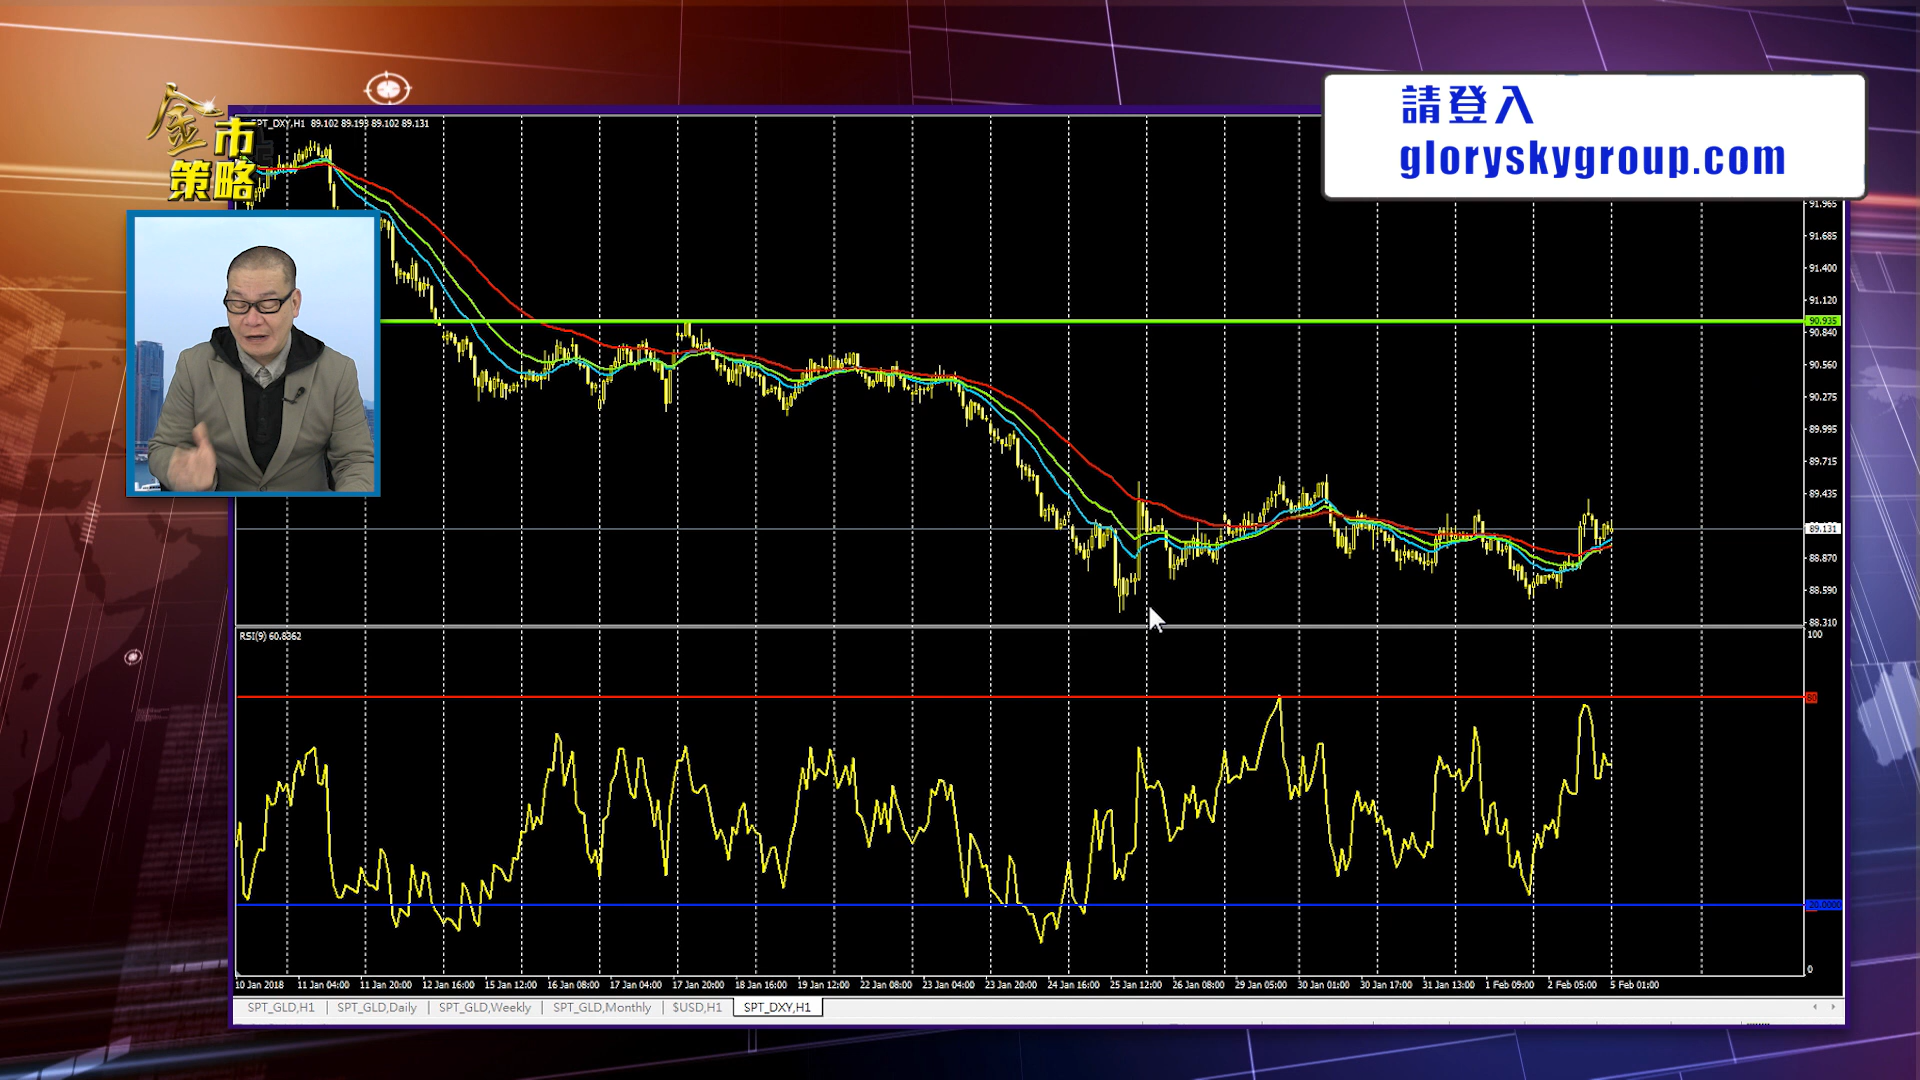 請登入
gloryskygroup.com
金市
策略
SPT_DXY,H1 89.102 89.193 89.102 89.131
91.965
91.685
91.400
91.120
90.935
90.840
90.560
90.275
89.995
89.715
89.435
89.131
88.870
88.590
88.310
RSI(9) 60.8362
100
80
20.0000
0
10 Jan 2018 11 Jan 04:00 11 Jan 20:00 12 Jan 16:00 15 Jan 12:00 16 Jan 08:00 17 Jan 04:00 17 Jan 20:00 18 Jan 16:00 19 Jan 12:00 22 Jan 08:00 23 Jan 04:00 23 Jan 20:00 24 Jan 16:00 25 Jan 12:00 26 Jan 08:00 29 Jan 05:00 30 Jan 01:00 30 Jan 17:00 31 Jan 13:00 1 Feb 09:00 2 Feb 05:00 5 Feb 01:00
SPT_GLD,H1 SPT_GLD,Daily SPT_GLD,Weekly SPT_GLD,Monthly $USD,H1 SPT_DXY,H1